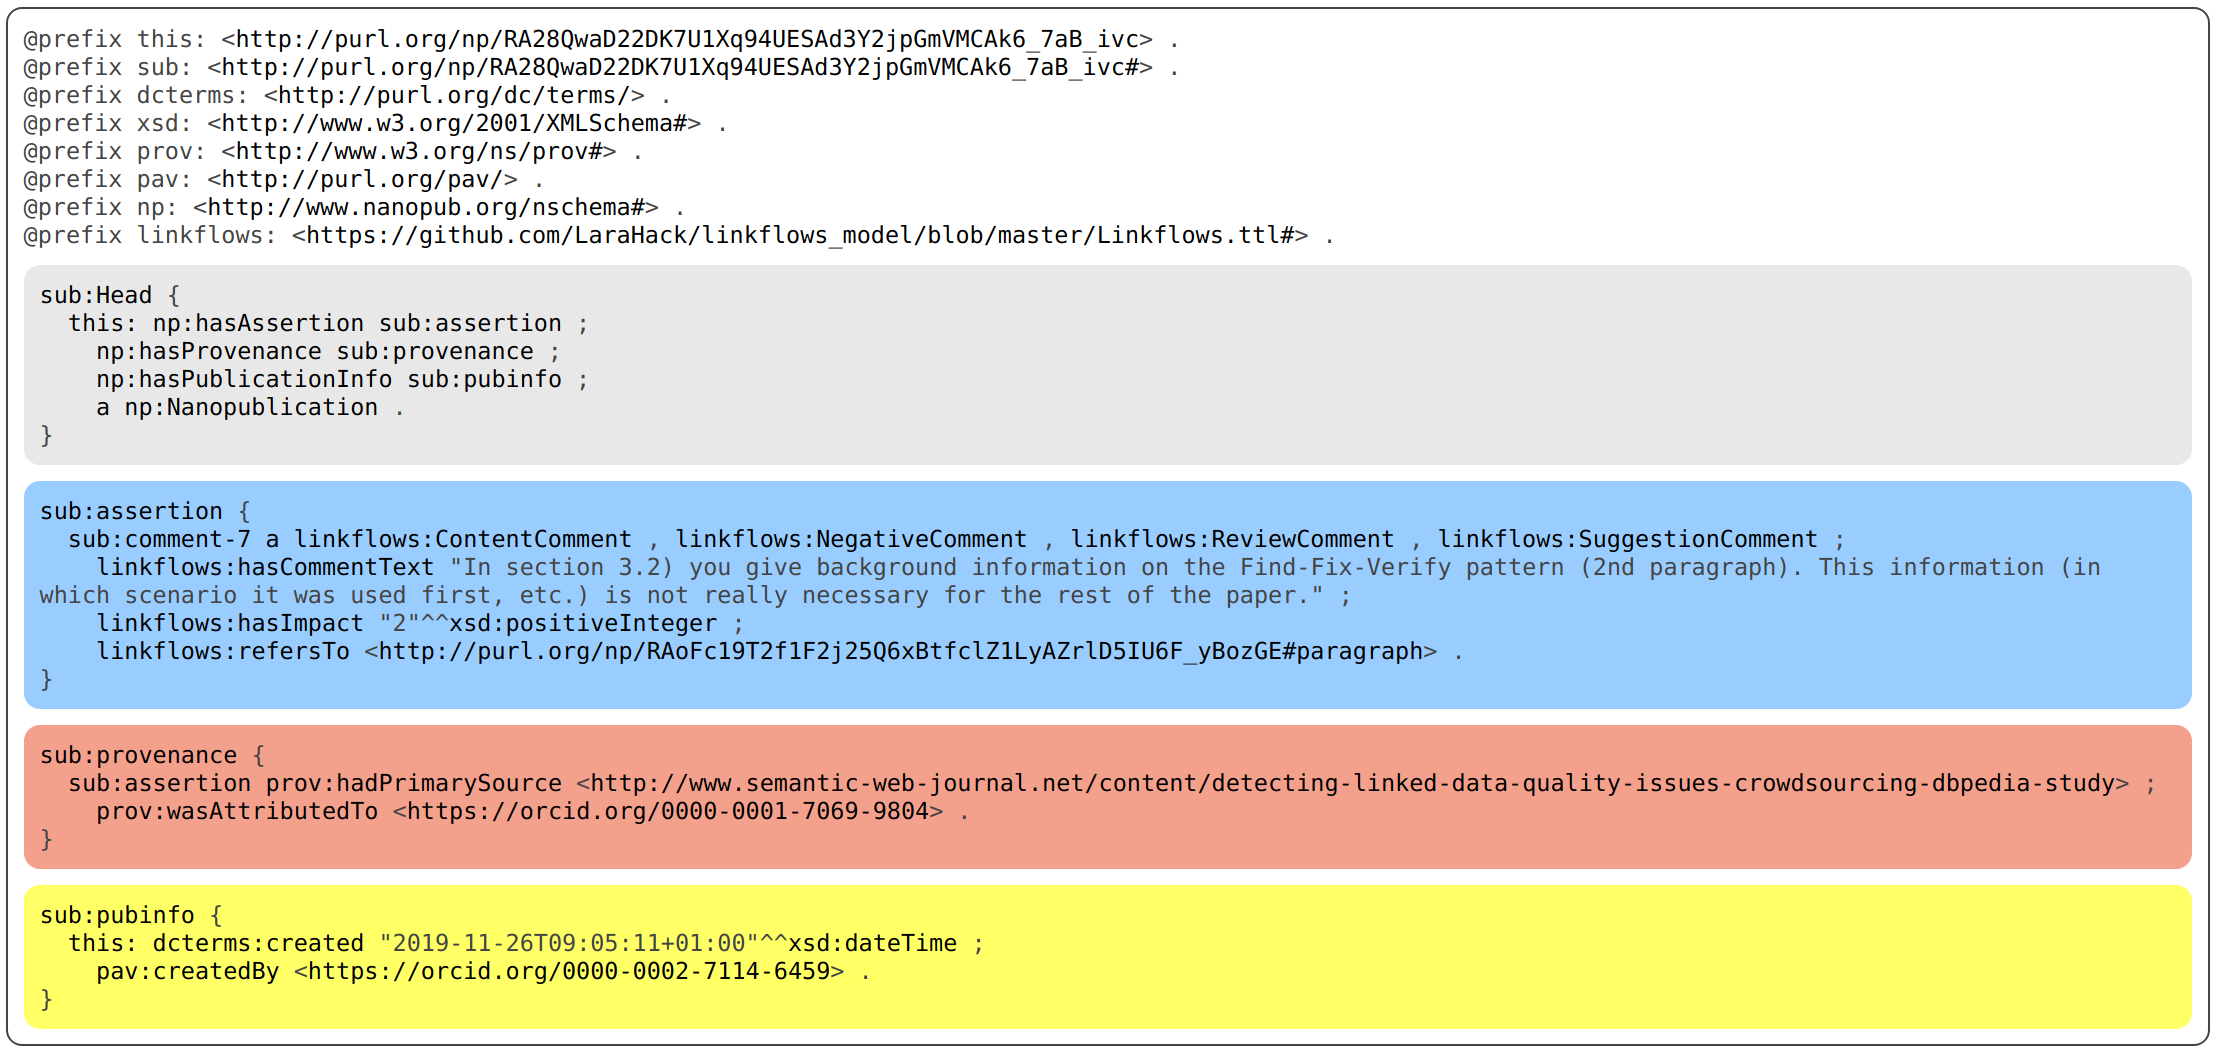 @prefix this: <http://purl.org/np/RA28QwaD22DK7U1Xq94UESAd3Y2jpGmVMCAk6_7aB_ivc> .
@prefix sub: <http://purl.org/np/RA28QwaD22DK7U1Xq94UESAd3Y2jpGmVMCAk6_7aB_ivc#> .
@prefix dcterms: <http://purl.org/dc/terms/> .
@prefix xsd: <http://www.w3.org/2001/XMLSchema#> .
@prefix prov: <http://www.w3.org/ns/prov#> .
@prefix pav: <http://purl.org/pav/> .
@prefix np: <http://www.nanopub.org/nschema#> .
@prefix linkflows: <https://github.com/LaraHack/linkflows_model/blob/master/Linkflows.ttl#> .
sub:Head {
  this: np:hasAssertion sub:assertion ;
    np:hasProvenance sub:provenance ;
    np:hasPublicationInfo sub:pubinfo ;
    a np:Nanopublication .
}
sub:assertion {
  sub:comment-7 a linkflows:ContentComment , linkflows:NegativeComment , linkflows:ReviewComment , linkflows:SuggestionComment ;
    linkflows:hasCommentText "In section 3.2) you give background information on the Find-Fix-Verify pattern (2nd paragraph). This information (in
which scenario it was used first, etc.) is not really necessary for the rest of the paper." ;
    linkflows:hasImpact "2"^^xsd:positiveInteger ;
    linkflows:refersTo <http://purl.org/np/RAoFc19T2f1F2j25Q6xBtfclZ1LyAZrlD5IU6F_yBozGE#paragraph> .
}
sub:provenance {
  sub:assertion prov:hadPrimarySource <http://www.semantic-web-journal.net/content/detecting-linked-data-quality-issues-crowdsourcing-dbpedia-study> ;
    prov:wasAttributedTo <https://orcid.org/0000-0001-7069-9804> .
}
sub:pubinfo {
  this: dcterms:created "2019-11-26T09:05:11+01:00"^^xsd:dateTime ;
    pav:createdBy <https://orcid.org/0000-0002-7114-6459> .
}